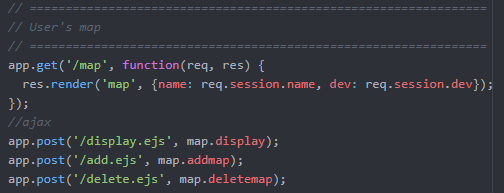 // ================================================================
// User's map
// ================================================================
app.get('/map', function(req, res) {
  res.render('map', {name: req.session.name, dev: req.session.dev});
});
//ajax
app.post('/display.ejs', map.display);
app.post('/add.ejs', map.addmap);
app.post('/delete.ejs', map.deletemap);